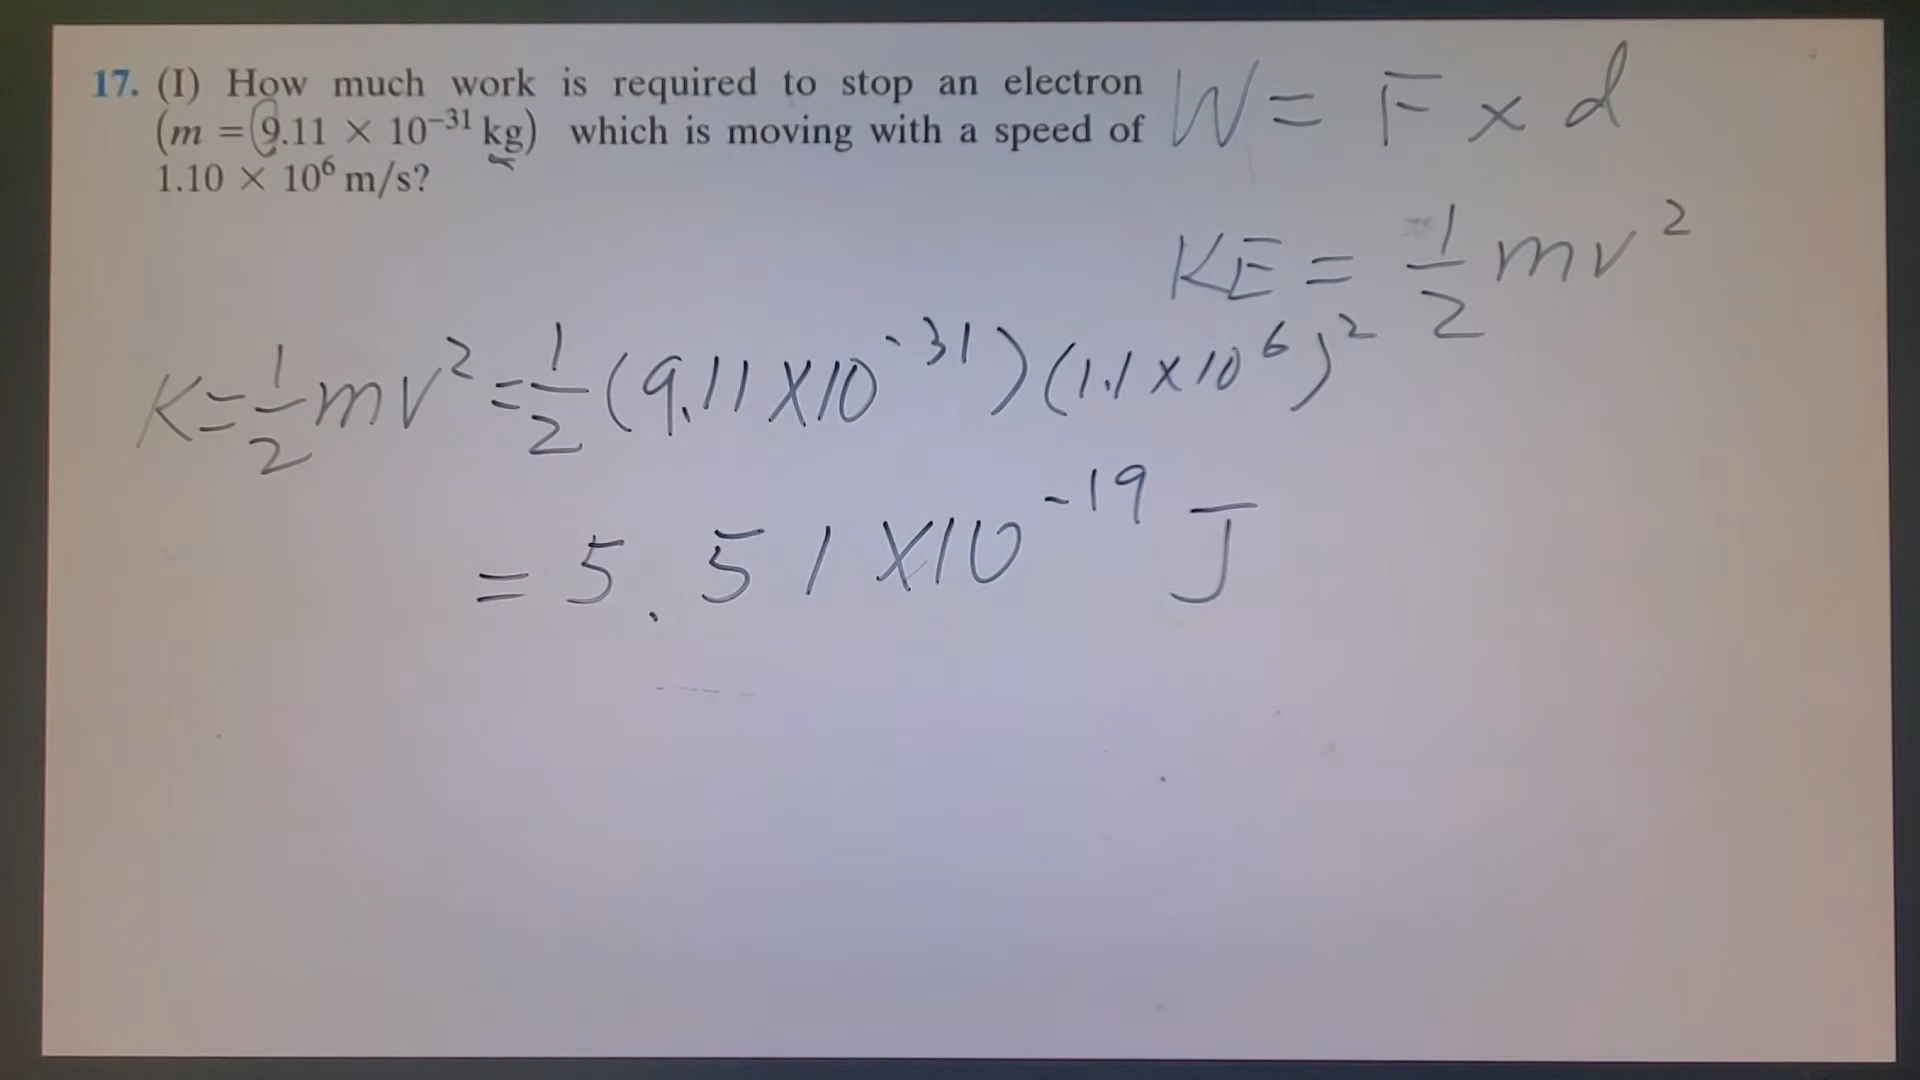 17. (I) How much work is required to stop an electron
(m = 9.11 × 10⁻³¹ kg) which is moving with a speed of
1.10 × 10⁶ m/s?
W = F x d
KE = 1/2 mv²
K = 1/2 mv² = 1/2 (9.11 X10⁻³¹)(1.1 x 10⁶)²
= 5.51 X10⁻¹⁹ J